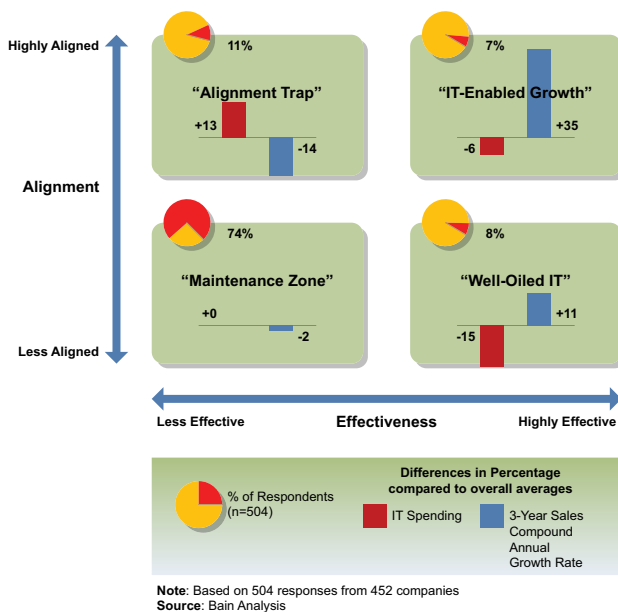 Highly Aligned
11%
7%
“Alignment Trap”
“IT-Enabled Growth”
+13
-14
-6
+35
Alignment
74%
8%
“Maintenance Zone”
“Well-Oiled IT”
+0
-2
-15
+11
Less Aligned
Less Effective
Effectiveness
Highly Effective
% of Respondents
(n=504)
Differences in Percentage
compared to overall averages
IT Spending
3-Year Sales
Compound
Annual
Growth Rate
Note: Based on 504 responses from 452 companies
Source: Bain Analysis